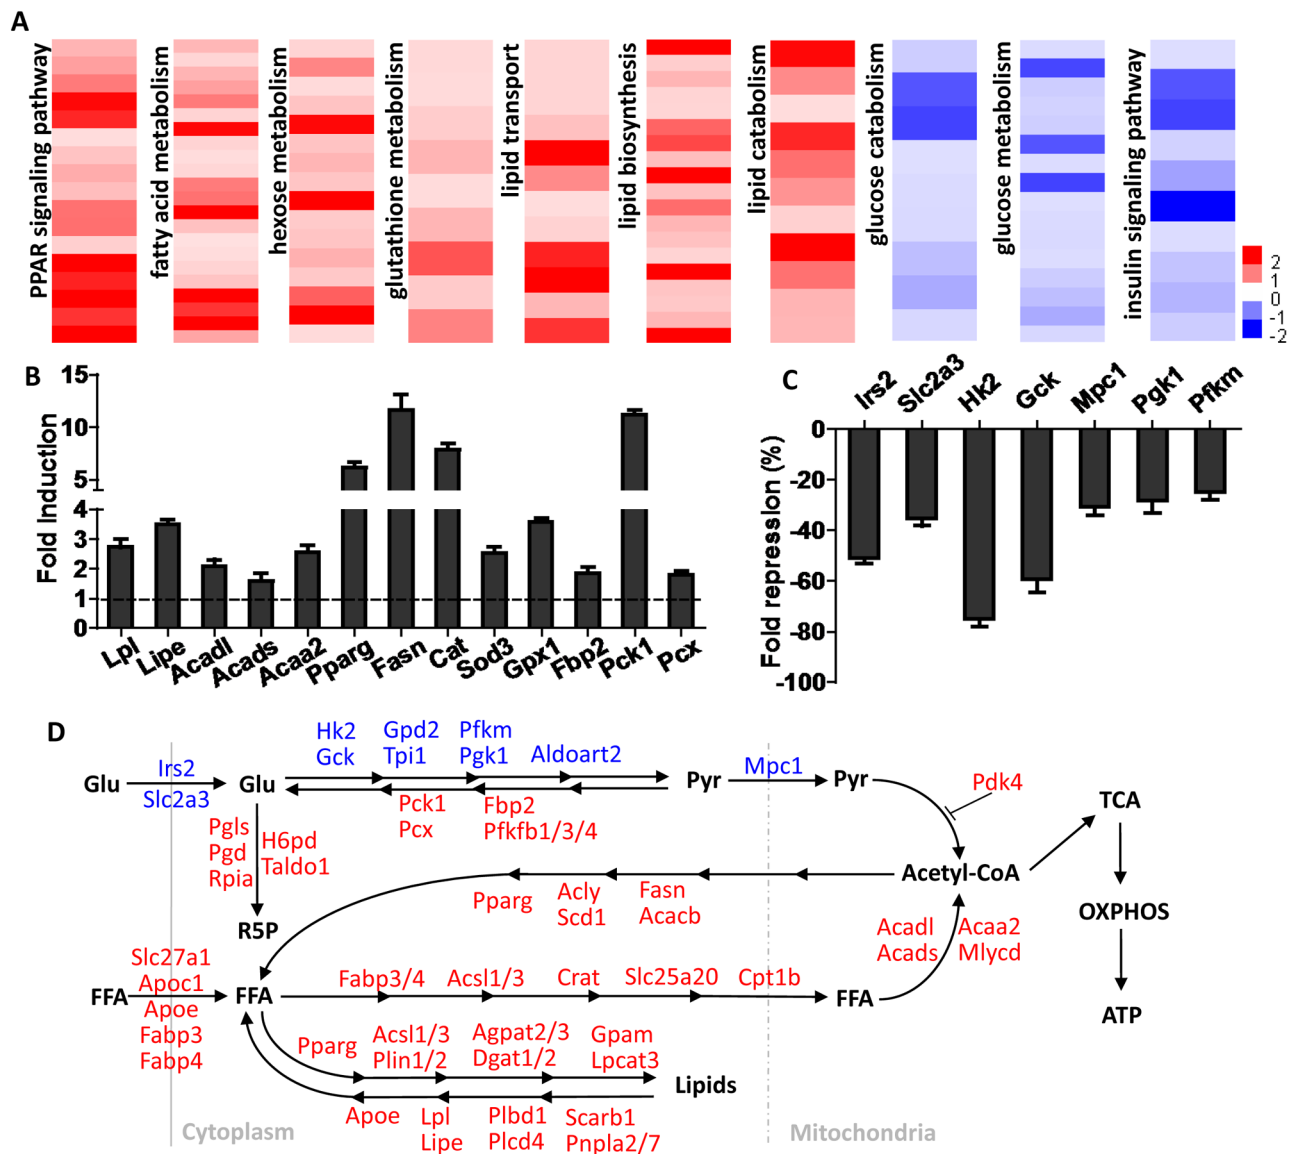 A
PPAR signaling pathway
fatty acid metabolism
hexose metabolism
glutathione metabolism
lipid transport
lipid biosynthesis
lipid catabolism
glucose catabolism
glucose metabolism
insulin signaling pathway
2
1
0
-1
-2
B
Fold Induction
15
10
5
4
3
2
1
0
Lpl
Lipe
Acadl
Acads
Acaa2
Pparg
Fasn
Cat
Sod3
Gpx1
Fbp2
Pck1
Pcx
C
Irs2
Slc2a3
Hk2
Gck
Mpc1
Pgk1
Pfkm
Fold repression (%)
0
-20
-40
-60
-80
-100
D
Glu
Irs2
Slc2a3
Glu
Hk2
Gck
Gpd2
Tpi1
Pfkm
Pgk1
Aldoart2
Pck1
Pcx
Fbp2
Pfkfb1/3/4
Pyr
Mpc1
Pyr
Pdk4
TCA
Pgls
Pgd
Rpia
H6pd
Taldo1
R5P
Pparg
Acly
Scd1
Fasn
Acacb
Acetyl-CoA
OXPHOS
ATP
Acadl
Acads
Acaa2
Mlycd
FFA
Slc27a1
Apoc1
Apoe
Fabp3
Fabp4
FFA
Fabp3/4
Acsl1/3
Crat
Slc25a20
Cpt1b
FFA
Pparg
Acsl1/3
Plin1/2
Agpat2/3
Dgat1/2
Gpam
Lpcat3
Lipids
Apoe
Lpl
Lipe
Plbd1
Plcd4
Scarb1
Pnpla2/7
Cytoplasm
Mitochondria